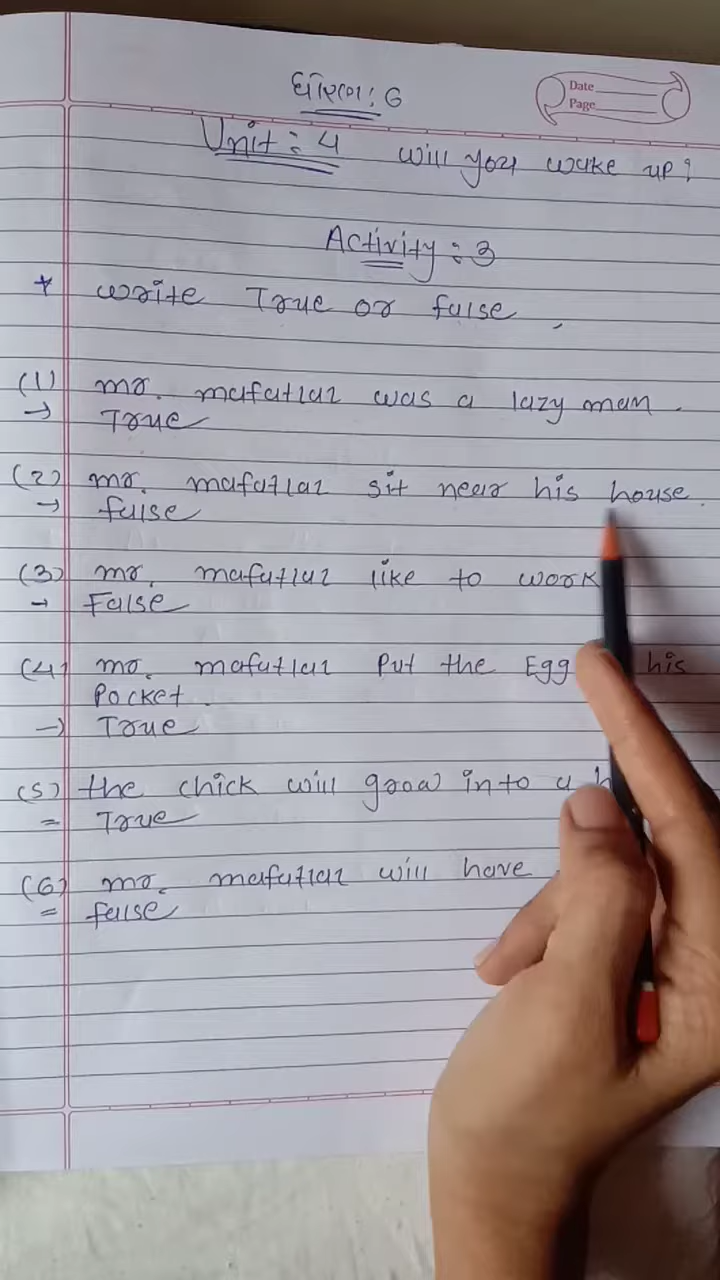 ધોરણ : 6
Date
Page
Unit : 4 will you wake up?
Activity : 3
* write True or false.
(1) mr. mafatlal was a lazy man.
→ True
(2) mr. mafatlal sit near his house.
→ false
(3) mr. mafatlal like to work
→ False
(4) mr. mafatlal Put the Egg his
Pocket.
→ True
(5) the chick will grow into a h
= True
(6) mr. mafatlal will have
= false